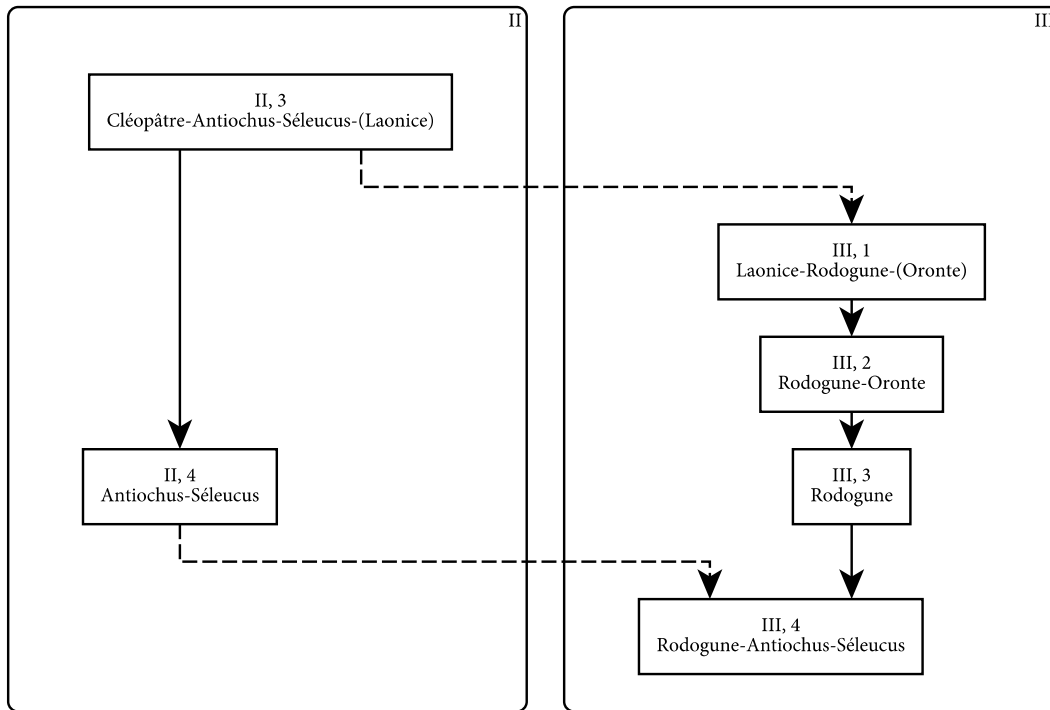 II
II, 3
Cléopâtre-Antiochus-Séleucus-(Laonice)
II, 4
Antiochus-Séleucus
III
III, 1
Laonice-Rodogune-(Oronte)
III, 2
Rodogune-Oronte
III, 3
Rodogune
III, 4
Rodogune-Antiochus-Séleucus